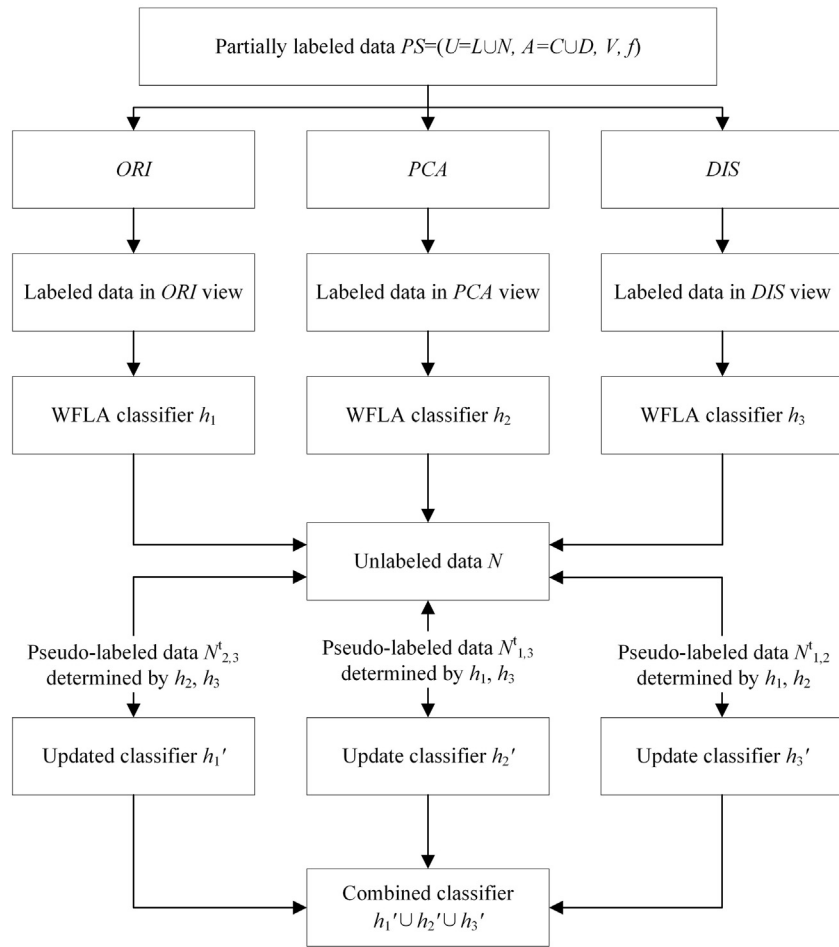 Partially labeled data PS=(U=L∪N, A=C∪D, V, f)
ORI
PCA
DIS
Labeled data in ORI view
Labeled data in PCA view
Labeled data in DIS view
WFLA classifier h₁
WFLA classifier h₂
WFLA classifier h₃
Unlabeled data N
Pseudo-labeled data Nᵗ₂,₃
determined by h₂, h₃
Pseudo-labeled data Nᵗ₁,₃
determined by h₁, h₃
Pseudo-labeled data Nᵗ₁,₂
determined by h₁, h₂
Updated classifier h₁′
Update classifier h₂′
Update classifier h₃′
Combined classifier
h₁′∪h₂′∪h₃′